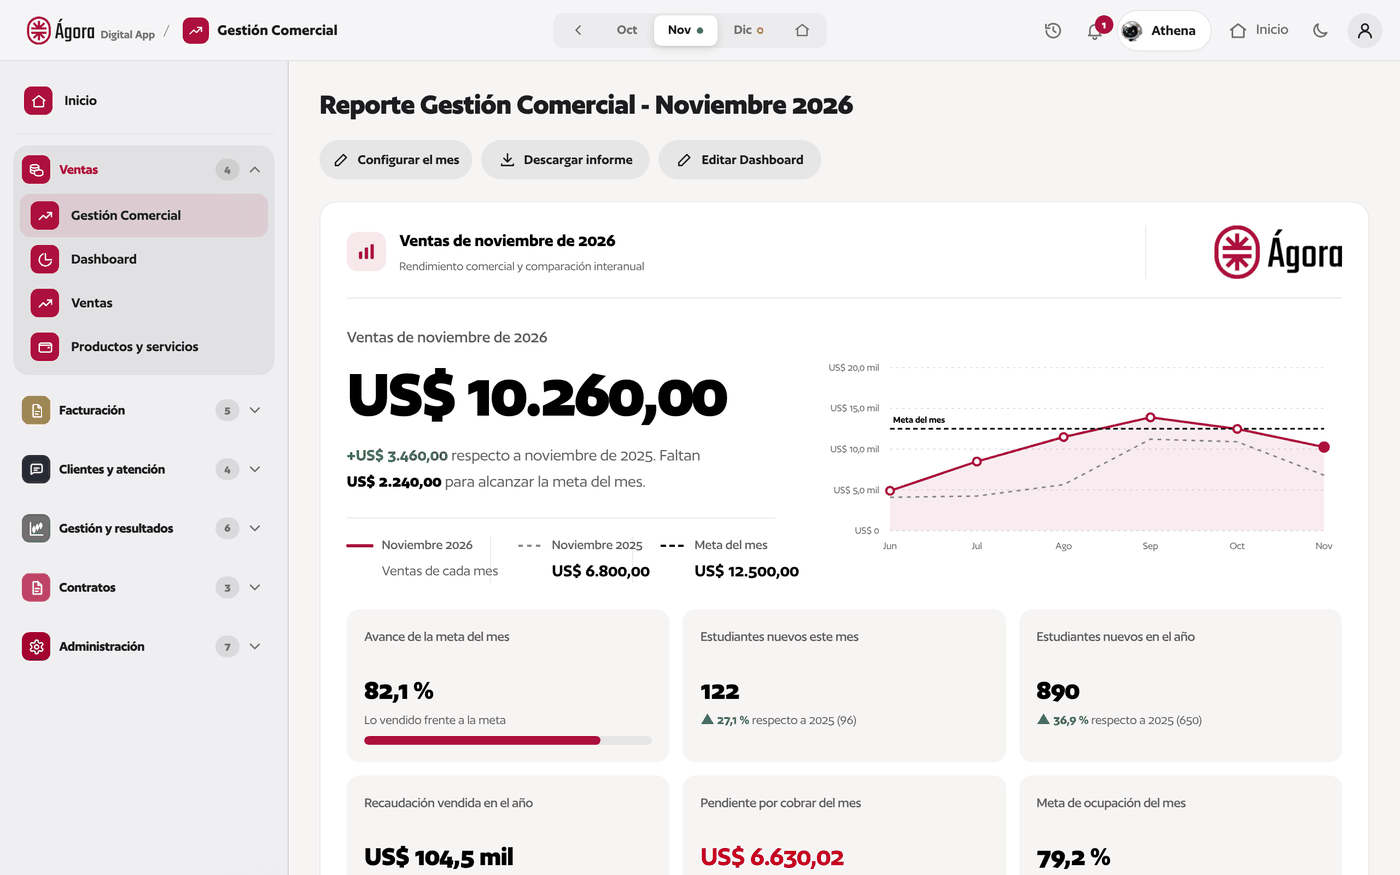 Ágora Digital App / Gestión Comercial
Oct Nov Dic
1
Athena
Inicio
Inicio
Ventas 4
Gestión Comercial
Dashboard
Ventas
Productos y servicios
Facturación 5
Clientes y atención 4
Gestión y resultados 6
Contratos 3
Administración 7
Reporte Gestión Comercial - Noviembre 2026
Configurar el mes Descargar informe Editar Dashboard
Ventas de noviembre de 2026
Rendimiento comercial y comparación interanual
Ágora
Ventas de noviembre de 2026
US$ 10.260,00
+US$ 3.460,00 respecto a noviembre de 2025. Faltan
US$ 2.240,00 para alcanzar la meta del mes.
Noviembre 2026 Noviembre 2025 Meta del mes
Ventas de cada mes US$ 6.800,00 US$ 12.500,00
US$ 20,0 mil
US$ 15,0 mil
Meta del mes
US$ 10,0 mil
US$ 5,0 mil
US$ 0
Jun Jul Ago Sep Oct Nov
Avance de la meta del mes
82,1 %
Lo vendido frente a la meta
Estudiantes nuevos este mes
122
27,1 % respecto a 2025 (96)
Estudiantes nuevos en el año
890
36,9 % respecto a 2025 (650)
Recaudación vendida en el año
US$ 104,5 mil
Pendiente por cobrar del mes
US$ 6.630,02
Meta de ocupación del mes
79,2 %